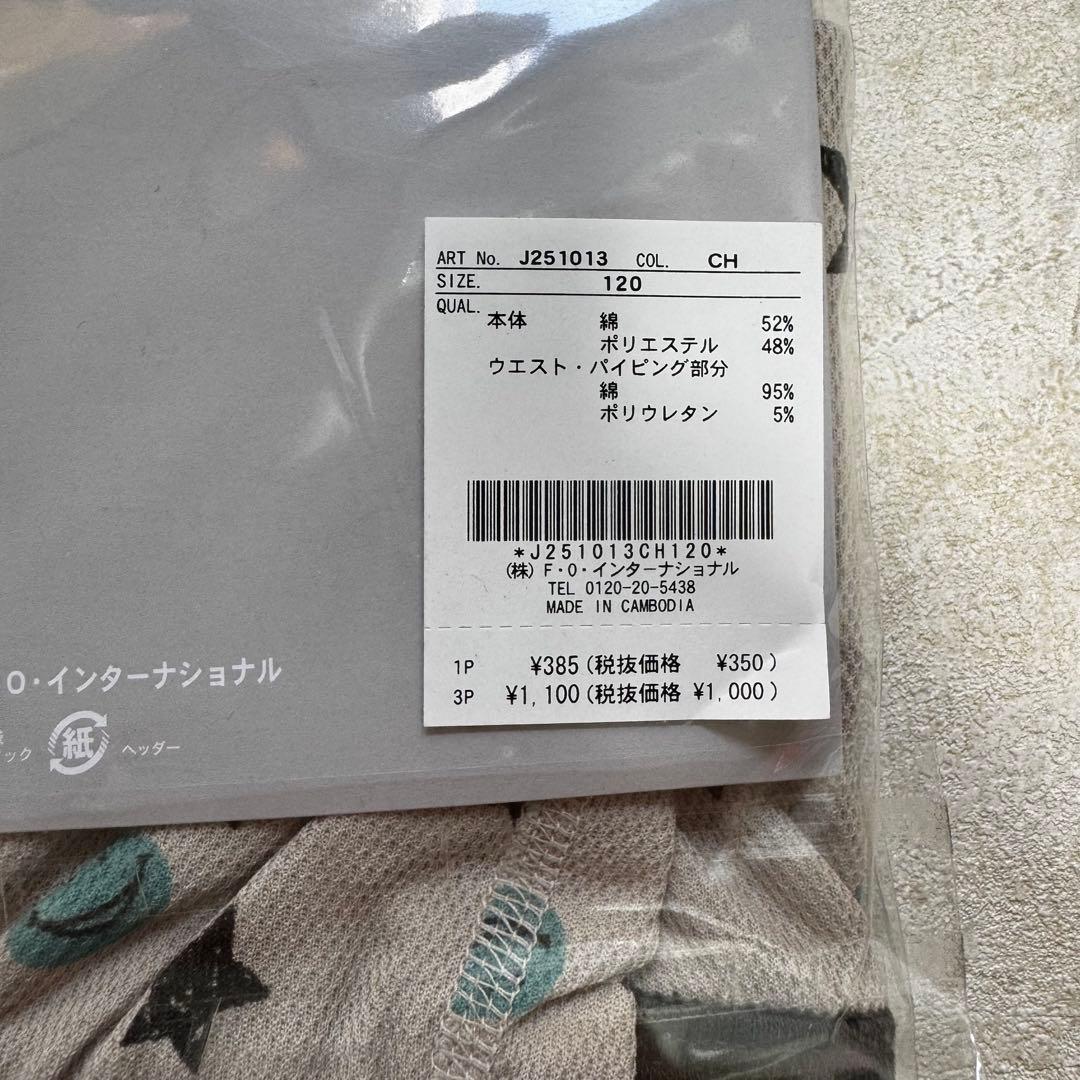 ART No. J251013 COL. CH
SIZE. 120
QUAL.
本体 綿 52%
ポリエステル 48%
ウエスト・パイピング部分
綿 95%
ポリウレタン 5%
*J251013CH120*
(株) F・O・インターナショナル
TEL 0120-20-5438
MADE IN CAMBODIA
1P ¥385(税抜価格 ¥350)
3P ¥1,100(税抜価格 ¥1,000)
O・インターナショナル
ック 紙 ヘッダー